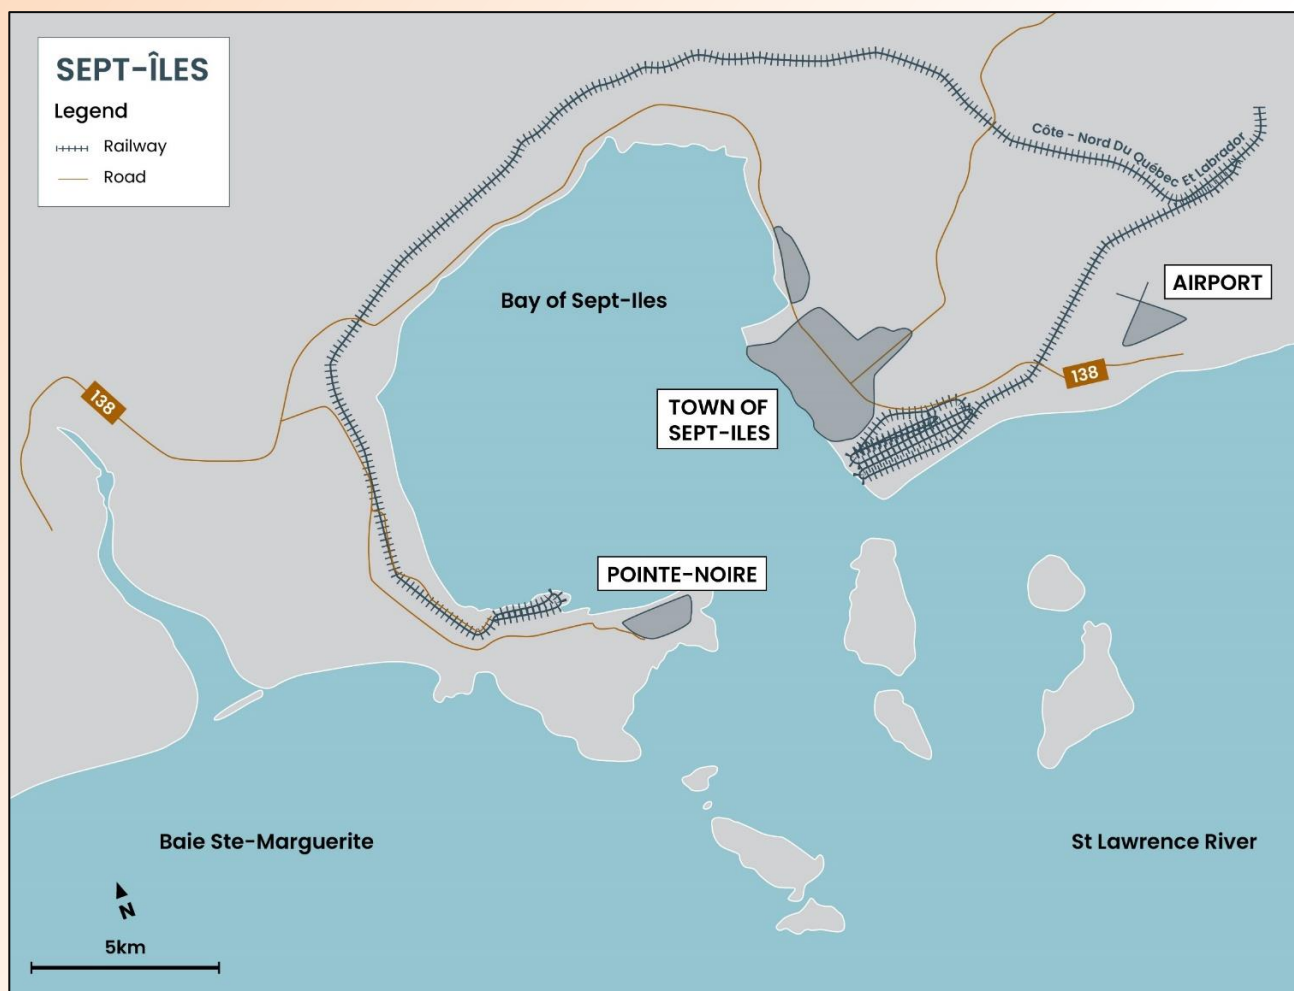 SEPT-ÎLES
Legend
Railway
Road
Côte - Nord Du Québec Et Labrador
AIRPORT
Bay of Sept-Iles
138
138
TOWN OF
SEPT-ILES
POINTE-NOIRE
Baie Ste-Marguerite
St Lawrence River
N
5km